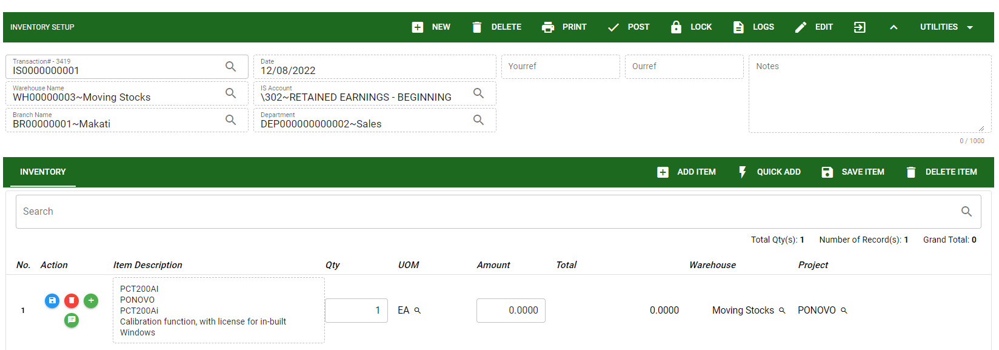 INVENTORY SETUP
NEW
DELETE
PRINT
POST
LOCK
LOGS
EDIT
UTILITIES
Transaction# - 3419
IS0000000001
Date
12/08/2022
Yourref
Ourref
Notes
Warehouse Name
WH00000003~Moving Stocks
IS Account
\302~RETAINED EARNINGS - BEGINNING
Branch Name
BR00000001~Makati
Department
DEP000000000002~Sales
0 / 1000
INVENTORY
ADD ITEM
QUICK ADD
SAVE ITEM
DELETE ITEM
Search
Total Qty(s): 1
Number of Record(s): 1
Grand Total: 0
No.
Action
Item Description
Qty
UOM
Amount
Total
Warehouse
Project
1
PCT200AI
PONOVO
PCT200Ai
Calibration function, with license for in-built
Windows
1
EA
0.0000
0.0000
Moving Stocks
PONOVO